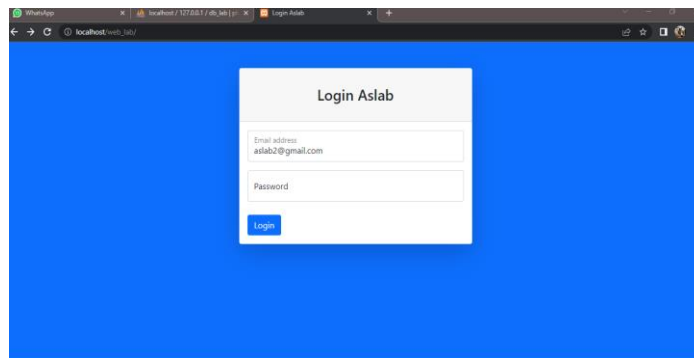 WhatsApp
localhost / 127.0.0.1 / db_lab | p
Login Aslab
localhost/web_lab/
Login Aslab
Email address
aslab2@gmail.com
Password
Login